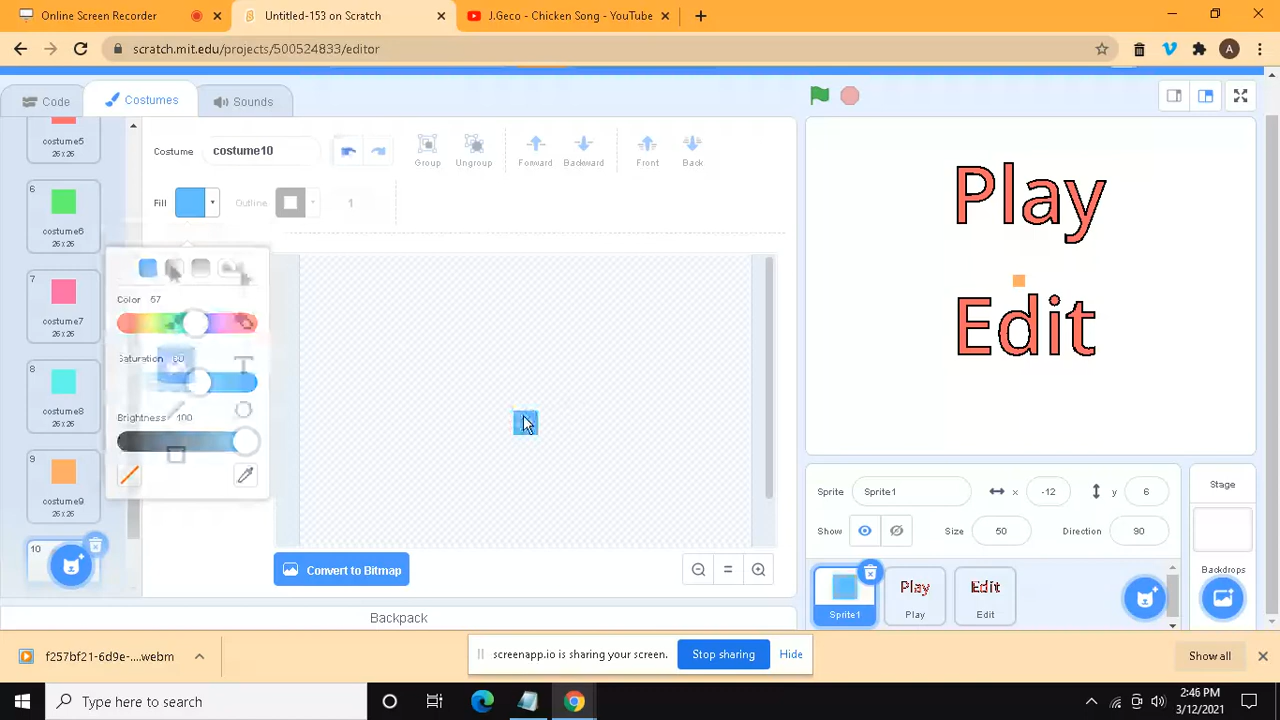 Online Screen Recorder
Untitled-153 on Scratch
J.Geco - Chicken Song - YouTube
scratch.mit.edu/projects/500524833/editor
A
Code
Costumes
Sounds
costume5
26 x 26
6
costume6
26 x 26
7
costume7
26 x 26
8
costume8
26 x 26
9
costume9
26 x 26
10
Costume
costume10
Group
Ungroup
Forward
Backward
Front
Back
Fill
Outline
1
Color 57
Saturation 60
Brightness 100
Convert to Bitmap
Backpack
Play
Edit
Sprite
Sprite1
x
-12
y
6
Show
Size
50
Direction
90
Stage
Backdrops
Sprite1
Play
Play
Edit
Edit
f257bf21-6d9e-....webm
screenapp.io is sharing your screen.
Stop sharing
Hide
Show all
Type here to search
2:46 PM
3/12/2021